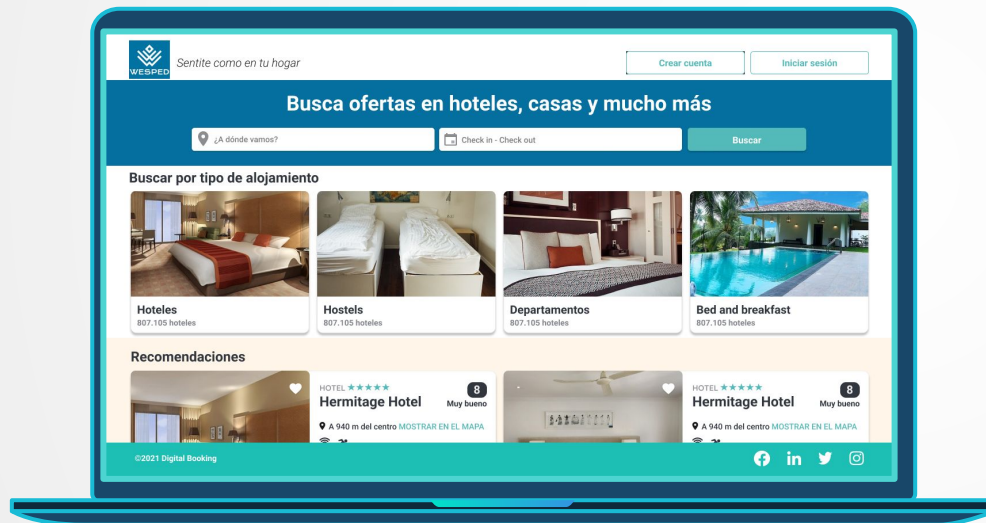 WESPED
Sentite como en tu hogar
Crear cuenta
Iniciar sesión
Busca ofertas en hoteles, casas y mucho más
¿A dónde vamos?
Check in - Check out
Buscar
Buscar por tipo de alojamiento
Hoteles
807.105 hoteles
Hostels
807.105 hoteles
Departamentos
807.105 hoteles
Bed and breakfast
807.105 hoteles
Recomendaciones
HOTEL ★★★★★
8
Hermitage Hotel
Muy bueno
A 940 m del centro MOSTRAR EN EL MAPA
HOTEL ★★★★
8
Hermitage Hotel
Muy bueno
A 940 m del centro MOSTRAR EN EL MAPA
©2021 Digital Booking